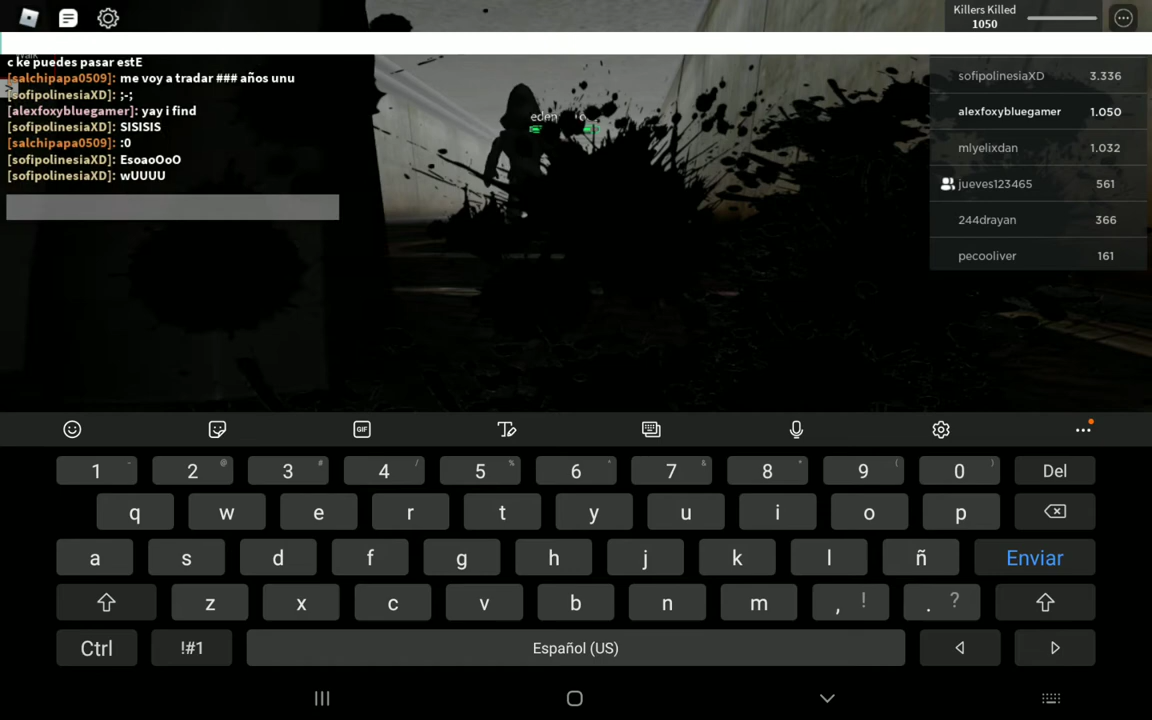 Killers Killed
1050
c ke puedes pasar estE
[salchipapa0509]: me voy a tradar ### años unu
[sofipolinesiaXD]: ;-;
[alexfoxybluegamer]: yay i find
[sofipolinesiaXD]: SISISIS
[salchipapa0509]: :0
[sofipolinesiaXD]: EsoaoOoO
[sofipolinesiaXD]: wUUUU
eden
sofipolinesiaXD 3.336
alexfoxybluegamer 1.050
mlyelixdan 1.032
jueves123465 561
244drayan 366
pecooliver 161
GIF
1 - 2 @ 3 # 4 / 5 % 6 ^ 7 & 8 * 9 ( 0 ) Del
q w e r t y u i o p
a s d f g h j k l ñ Enviar
z x c v b n m , ! . ?
Ctrl !#1 Español (US)